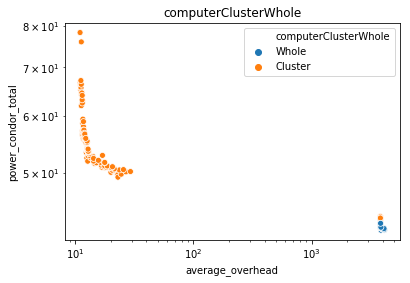 computerClusterWhole
computerClusterWhole
Whole
Cluster
8 × 10¹
7 × 10¹
6 × 10¹
5 × 10¹
power_condor_total
10¹
10²
10³
average_overhead